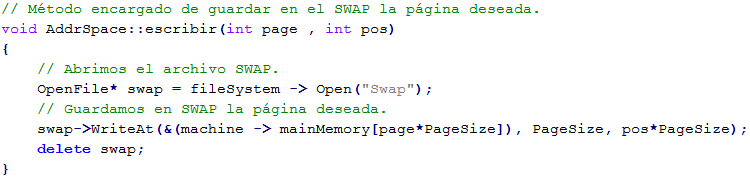 // Método encargado de guardar en el SWAP la página deseada.
void AddrSpace::escribir(int page , int pos)
{
// Abrimos el archivo SWAP.
OpenFile* swap = fileSystem -> Open("Swap");
// Guardamos en SWAP la página deseada.
swap->WriteAt(&(machine -> mainMemory[page*PageSize]), PageSize, pos*PageSize);
delete swap;
}